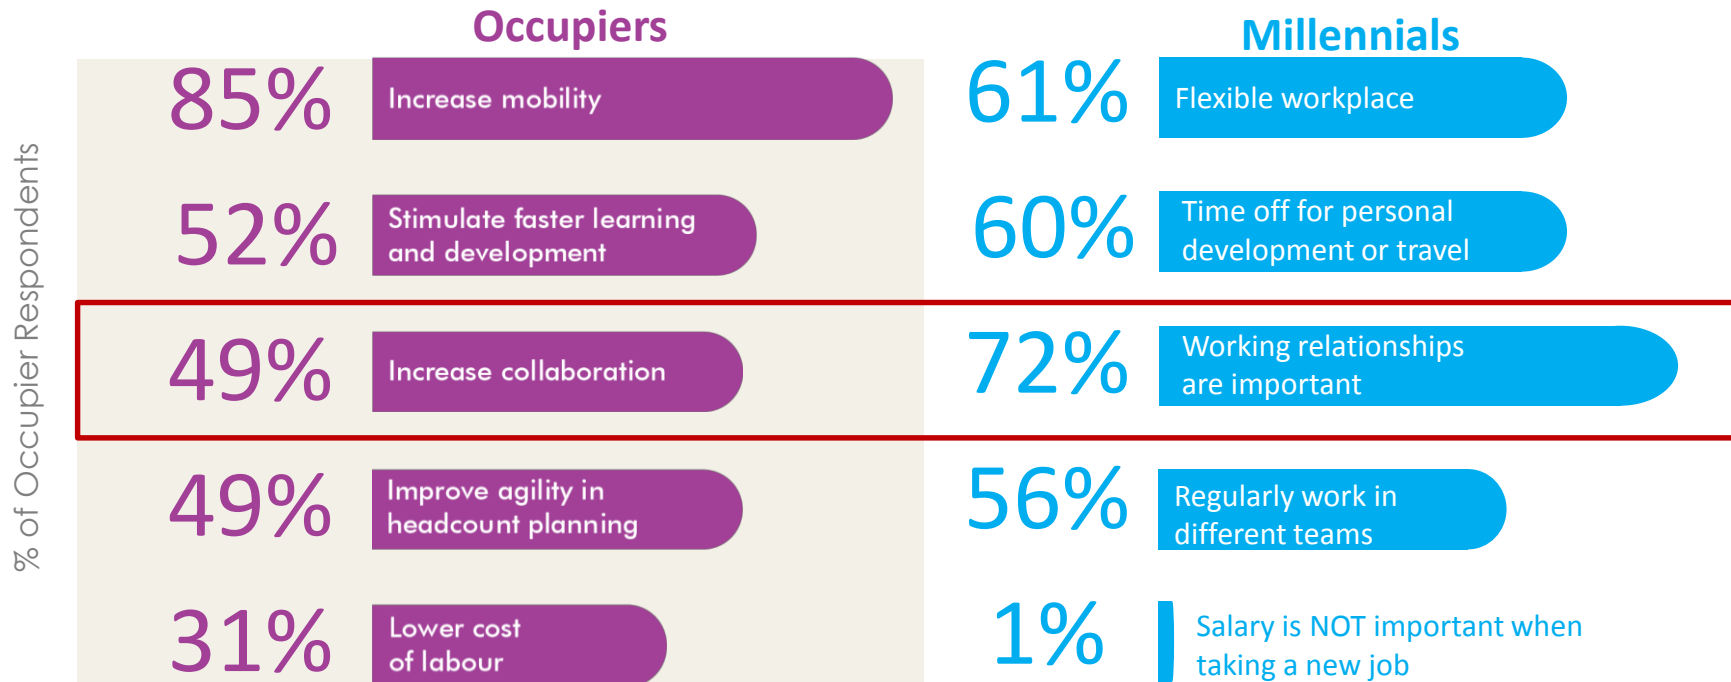 Occupiers
Millennials
% of Occupier Respondents
85%
Increase mobility
61%
Flexible workplace
52%
Stimulate faster learning
and development
60%
Time off for personal
development or travel
49%
Increase collaboration
72%
Working relationships
are important
49%
Improve agility in
headcount planning
56%
Regularly work in
different teams
31%
Lower cost
of labour
1%
Salary is NOT important when
taking a new job